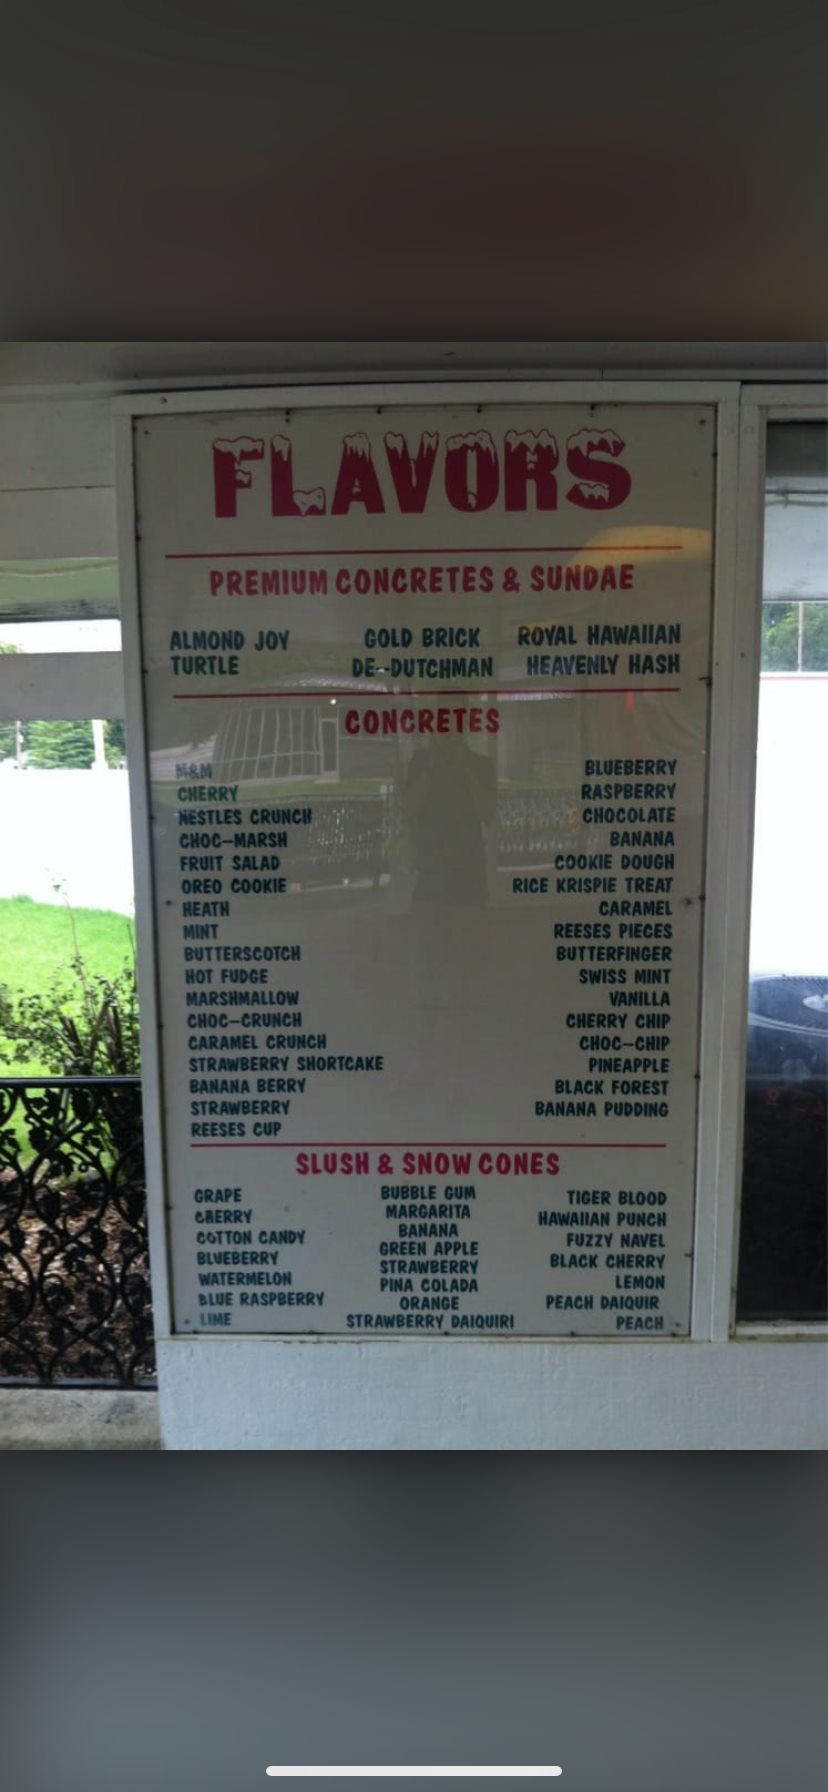 FLAVORS
PREMIUM CONCRETES & SUNDAE
ALMOND JOY GOLD BRICK ROYAL HAWAIIAN
TURTLE DE--DUTCHMAN HEAVENLY HASH
CONCRETES
M&M BLUEBERRY
CHERRY RASPBERRY
NESTLES CRUNCH CHOCOLATE
CHOC-MARSH BANANA
FRUIT SALAD COOKIE DOUGH
OREO COOKIE RICE KRISPIE TREAT
HEATH CARAMEL
MINT REESES PIECES
BUTTERSCOTCH BUTTERFINGER
HOT FUDGE SWISS MINT
MARSHMALLOW VANILLA
CHOC-CRUNCH CHERRY CHIP
CARAMEL CRUNCH CHOC-CHIP
STRAWBERRY SHORTCAKE PINEAPPLE
BANANA BERRY BLACK FOREST
STRAWBERRY BANANA PUDDING
REESES CUP
SLUSH & SNOW CONES
GRAPE BUBBLE GUM TIGER BLOOD
CHERRY MARGARITA HAWAIIAN PUNCH
COTTON CANDY BANANA FUZZY NAVEL
BLUEBERRY GREEN APPLE BLACK CHERRY
WATERMELON STRAWBERRY LEMON
BLUE RASPBERRY PINA COLADA PEACH DAIQUIR
LIME ORANGE PEACH
STRAWBERRY DAIQUIRI